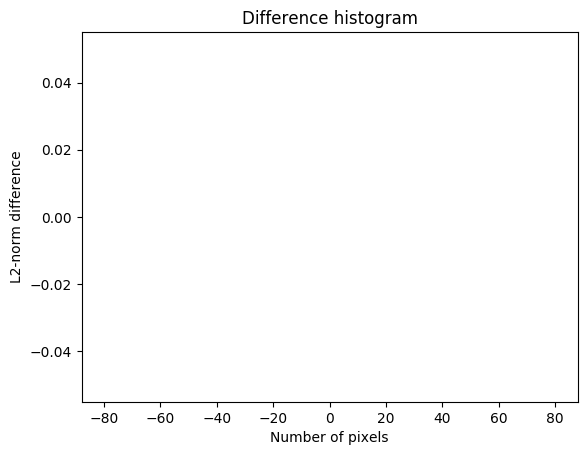 Difference histogram
L2-norm difference
0.04
0.02
0.00
−0.02
−0.04
−80 −60 −40 −20 0 20 40 60 80
Number of pixels